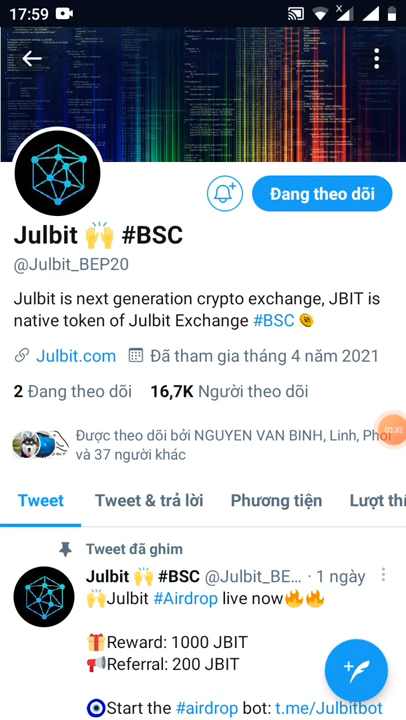 17:59
Đang theo dõi
Julbit 🙌 #BSC
@Julbit_BEP20
Julbit is next generation crypto exchange, JBIT is
native token of Julbit Exchange #BSC
Julbit.com Đã tham gia tháng 4 năm 2021
2 Đang theo dõi 16,7K Người theo dõi
Được theo dõi bởi NGUYEN VAN BINH, Linh,
và 37 người khác
03:32
Tweet Tweet & trả lời Phương tiện Lượt
Tweet đã ghim
Julbit 🙌 #BSC @Julbit_BE... · 1 ngày
🙌Julbit #Airdrop live now🔥🔥
🎁Reward: 1000 JBIT
📢Referral: 200 JBIT
🧿Start the #airdrop bot: t.me/Julbitbot